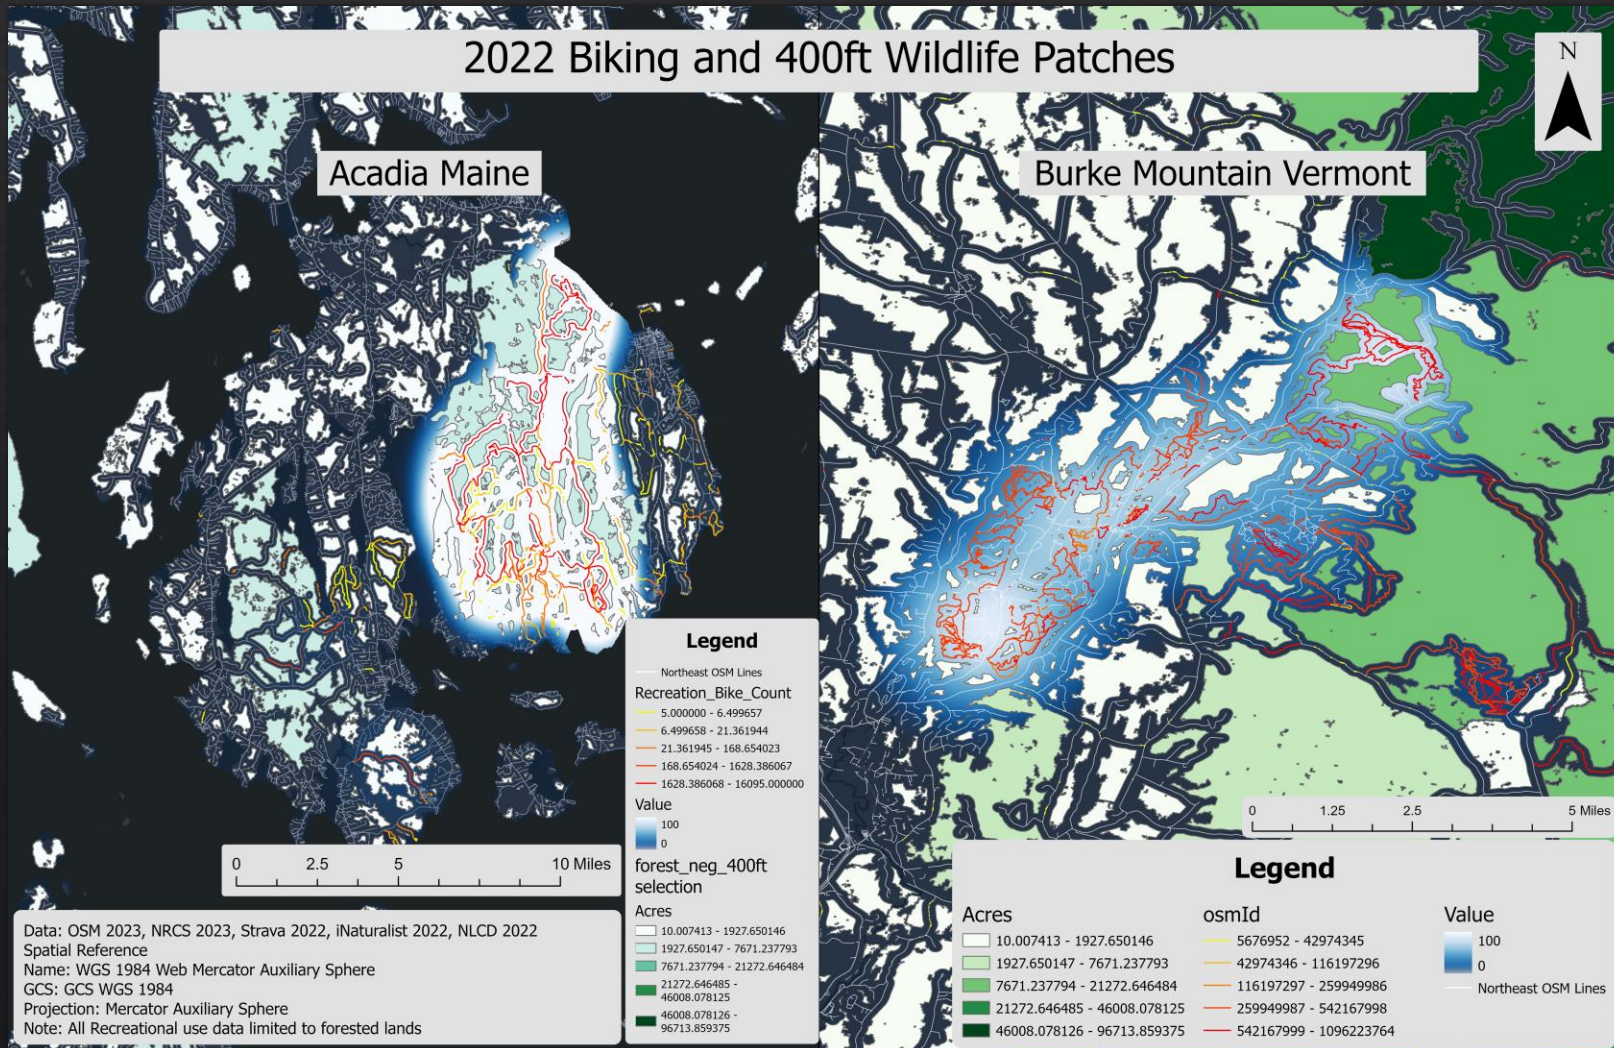 2022 Biking and 400ft Wildlife Patches
N
Acadia Maine
Burke Mountain Vermont
Legend
Northeast OSM Lines
Recreation_Bike_Count
5.000000 - 6.499657
6.499658 - 21.361944
21.361945 - 168.654023
168.654024 - 1628.386067
1628.386068 - 16095.000000
Value
100
0
forest_neg_400ft
selection
Acres
10.007413 - 1927.650146
1927.650147 - 7671.237793
7671.237794 - 21272.646484
21272.646485 -
46008.078125
46008.078126 -
96713.859375
0 2.5 5 10 Miles
Data: OSM 2023, NRCS 2023, Strava 2022, iNaturalist 2022, NLCD 2022
Spatial Reference
Name: WGS 1984 Web Mercator Auxiliary Sphere
GCS: GCS WGS 1984
Projection: Mercator Auxiliary Sphere
Note: All Recreational use data limited to forested lands
0 1.25 2.5 5 Miles
Legend
Acres
10.007413 - 1927.650146
1927.650147 - 7671.237793
7671.237794 - 21272.646484
21272.646485 - 46008.078125
46008.078126 - 96713.859375
osmId
5676952 - 42974345
42974346 - 116197296
116197297 - 259949986
259949987 - 542167998
542167999 - 1096223764
Value
100
0
Northeast OSM Lines